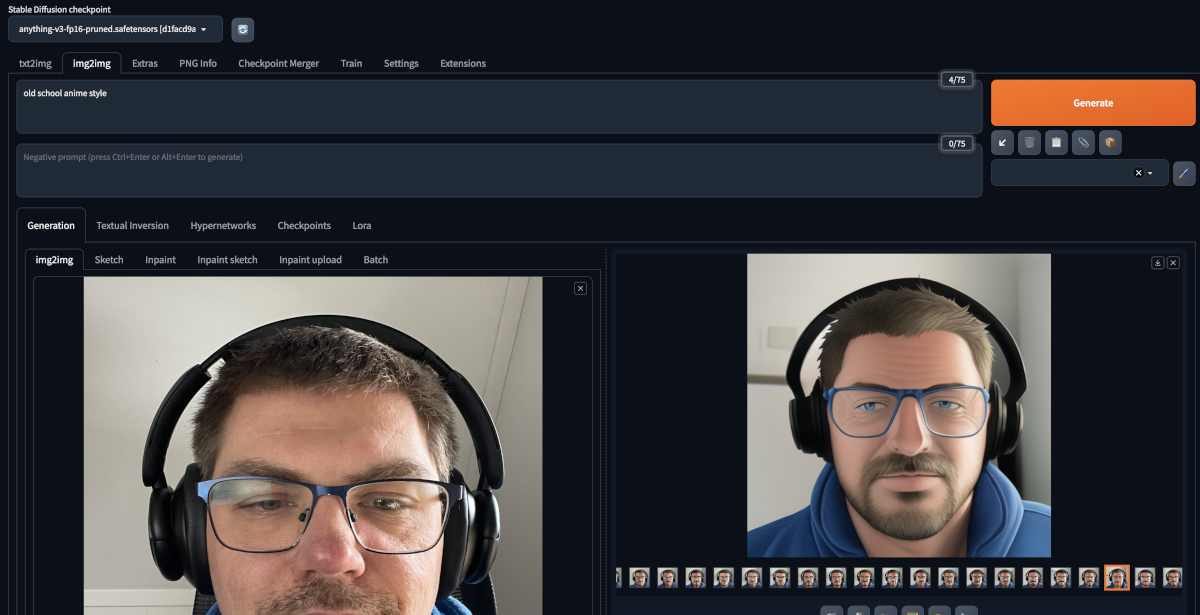 Stable Diffusion checkpoint
anything-v3-fp16-pruned.safetensors [d1facd9a
txt2img img2img Extras PNG Info Checkpoint Merger Train Settings Extensions
4/75
old school anime style
Generate
0/75
Negative prompt (press Ctrl+Enter or Alt+Enter to generate)
Generation Textual Inversion Hypernetworks Checkpoints Lora
img2img Sketch Inpaint Inpaint sketch Inpaint upload Batch